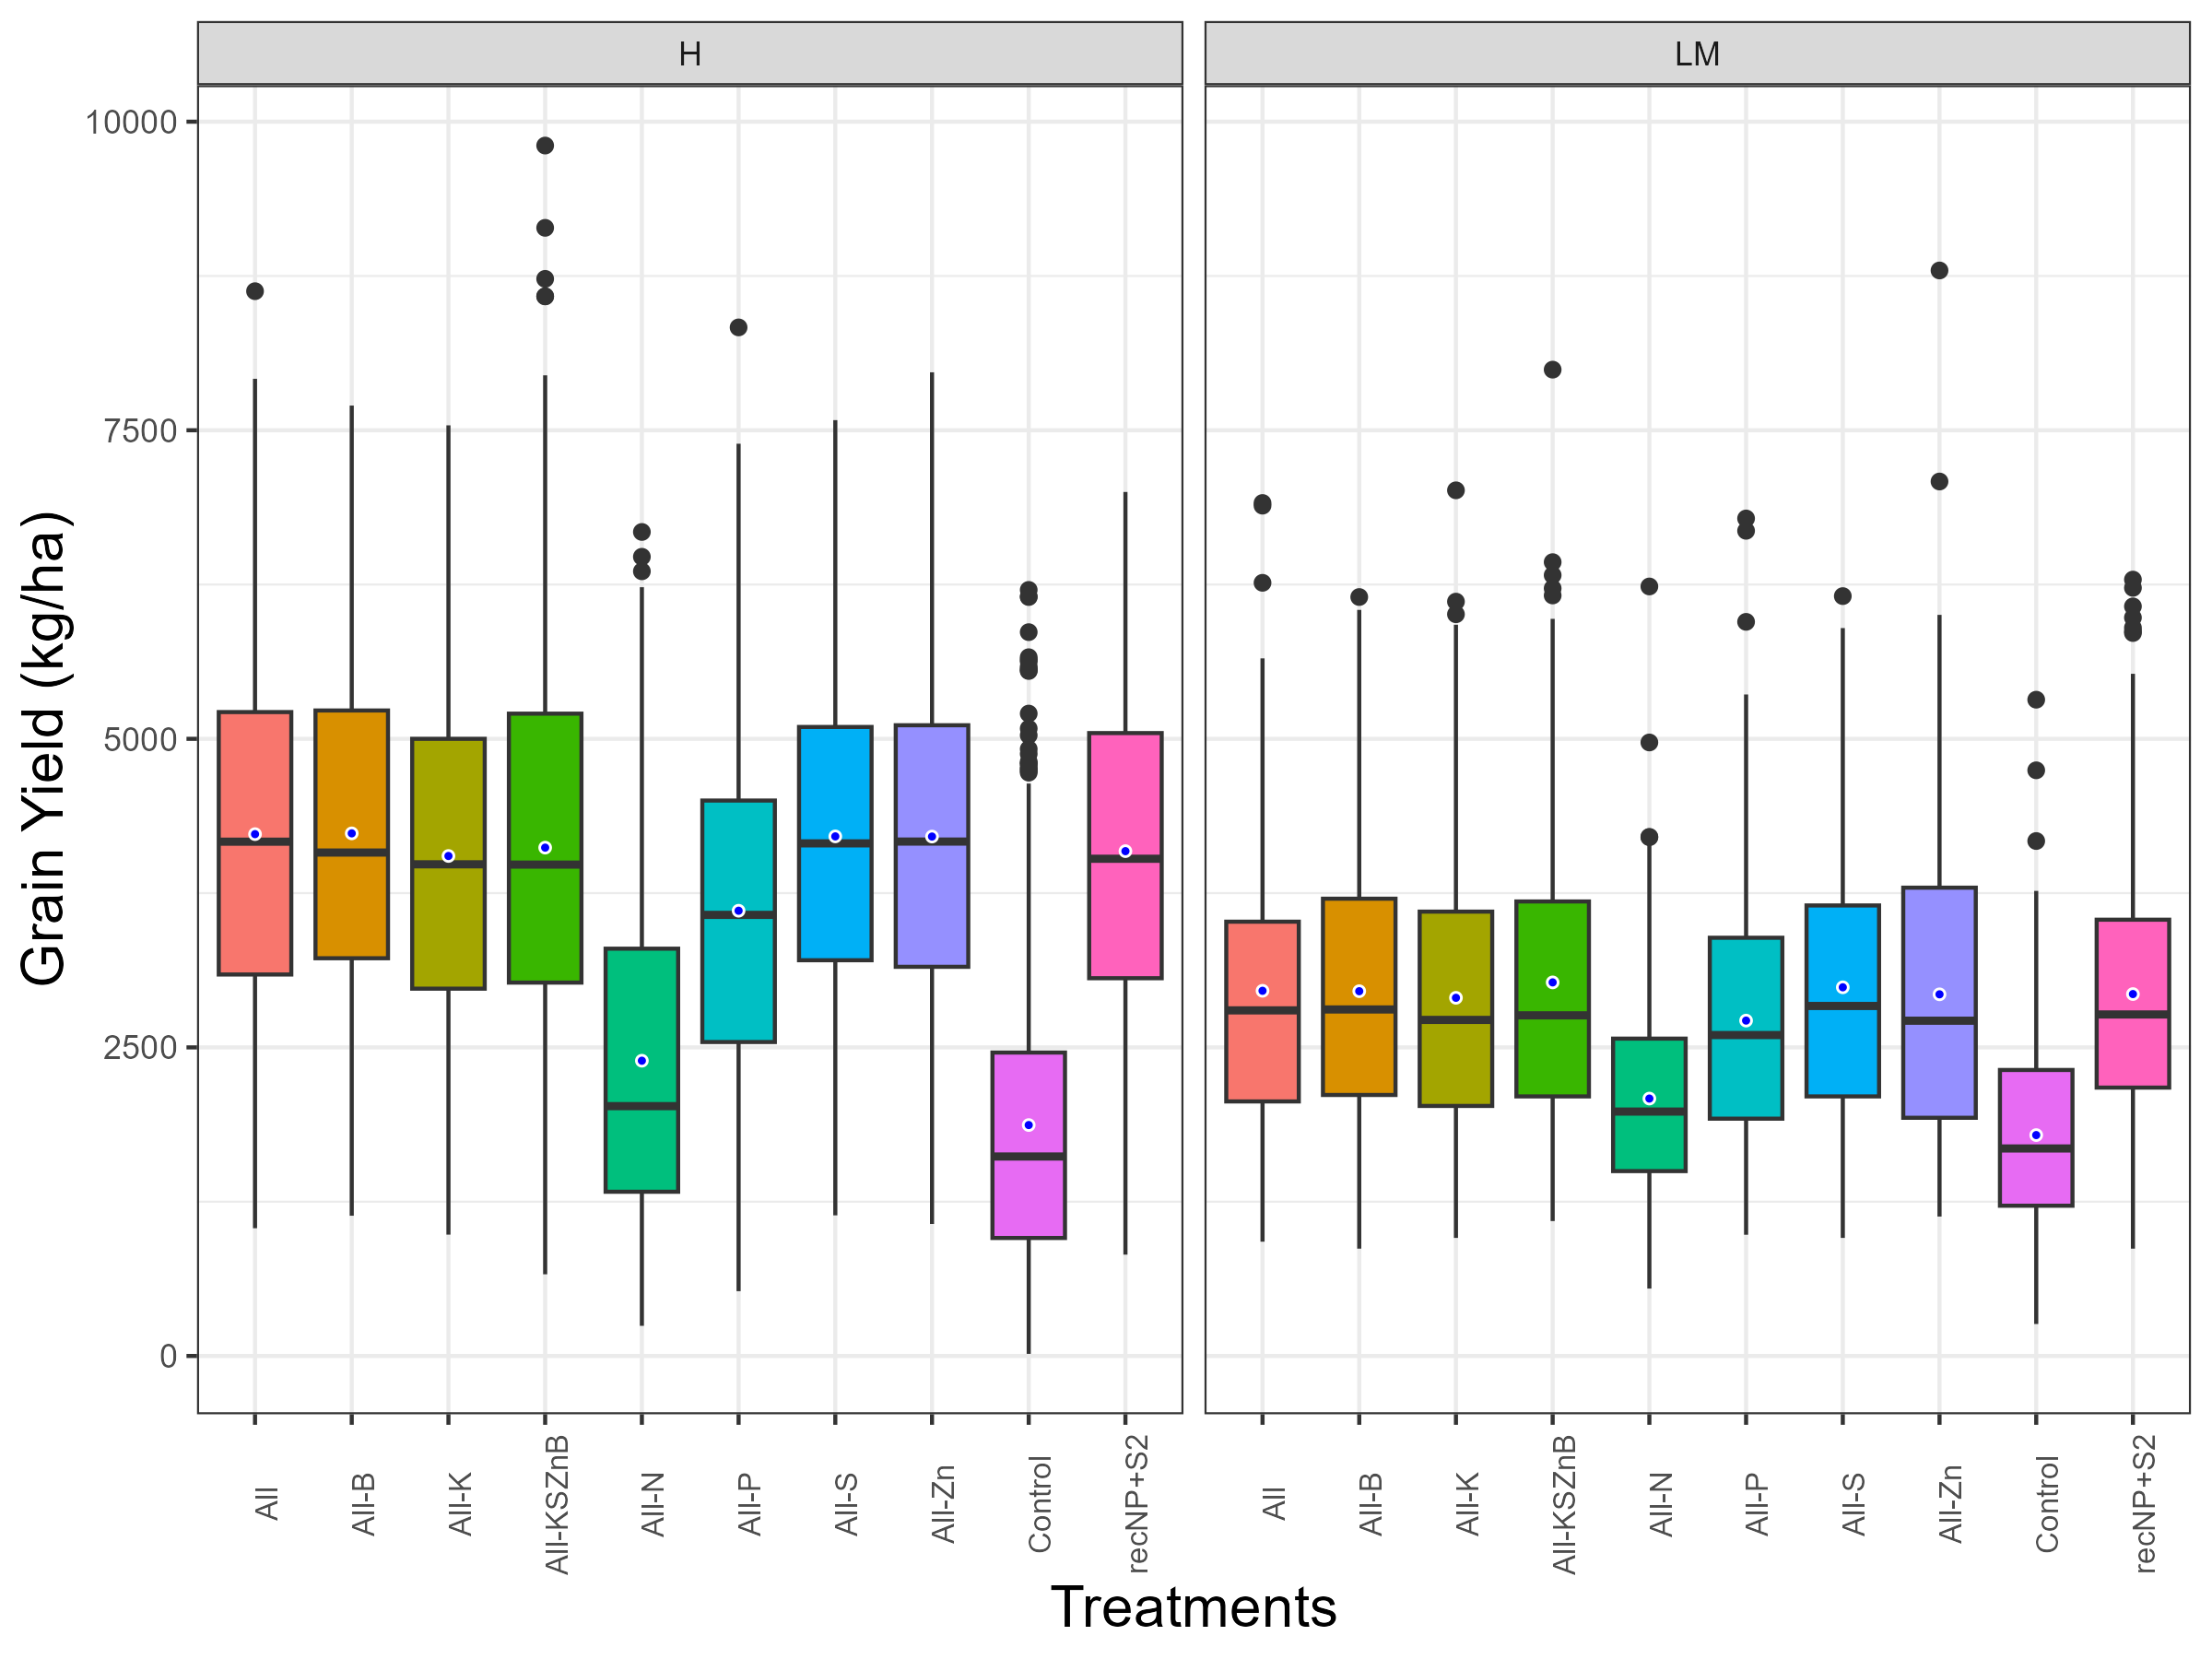 H
LM
Grain Yield (kg/ha)
10000
7500
5000
2500
0
All
All-B
All-K
All-KSZnB
All-N
All-P
All-S
All-Zn
Control
recNP+S2
All
All-B
All-K
All-KSZnB
All-N
All-P
All-S
All-Zn
Control
recNP+S2
Treatments